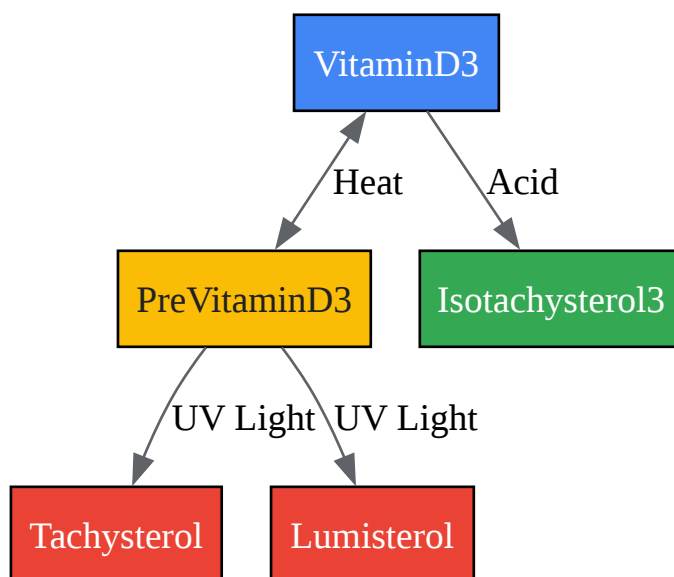 VitaminD3
Heat
Acid
PreVitaminD3
Isotachysterol3
UV Light
UV Light
Tachysterol
Lumisterol